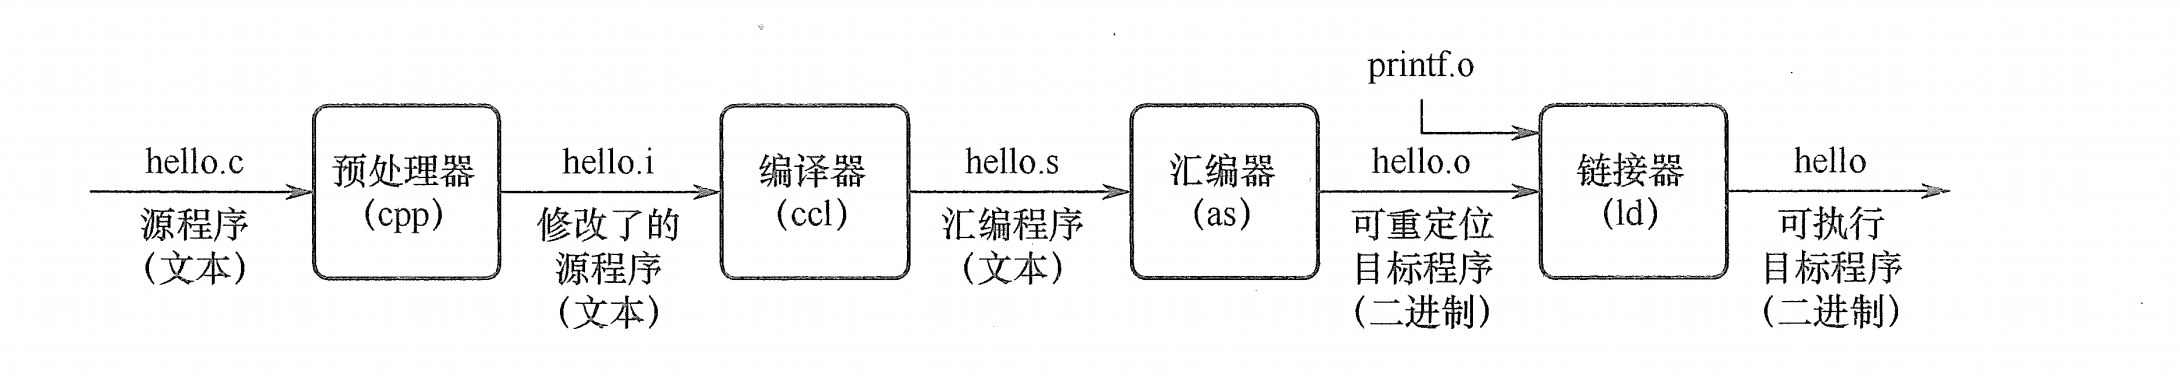 printf.o
hello.c
预处理器
(cpp)
源程序
(文本)
hello.i
修改了的
源程序
(文本)
编译器
(ccl)
hello.s
汇编程序
(文本)
汇编器
(as)
hello.o
可重定位
目标程序
(二进制)
链接器
(ld)
hello
可执行
目标程序
(二进制)